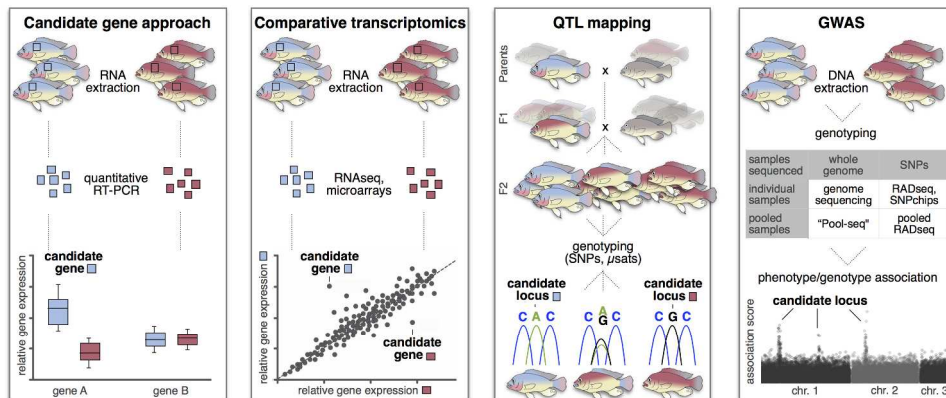 Candidate gene approach
RNA
extraction
quantitative
RT-PCR
relative gene expression
candidate
gene
gene A
gene B
Comparative transcriptomics
RNA
extraction
RNAseq,
microarrays
relative gene expression
candidate
gene
candidate
gene
relative gene expression
QTL mapping
Parents
x
F1
x
F2
genotyping
(SNPs, µsats)
candidate
locus
candidate
locus
C A C
A
C G C
C G C
GWAS
DNA
extraction
genotyping
samples sequenced
whole genome
SNPs
individual samples
genome sequencing
RADseq, SNPchips
pooled samples
"Pool-seq"
pooled RADseq
phenotype/genotype association
candidate locus
association score
chr. 1
chr. 2
chr. 3